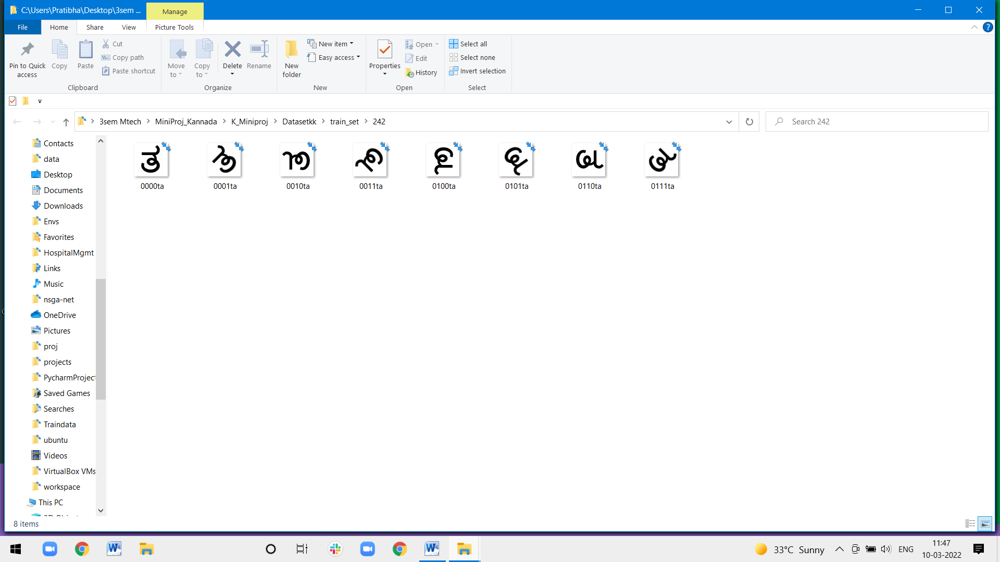 C:\Users\Pratibha\Desktop\3sem ...
Manage
File
Home
Share
View
Picture Tools
Pin to Quick access
Copy
Paste
Cut
Copy path
Paste shortcut
Clipboard
Move to
Copy to
Delete
Rename
Organize
New folder
New item
Easy access
New
Properties
Open
Edit
History
Open
Select all
Select none
Invert selection
Select
3sem Mtech > MiniProj_Kannada > K_Miniproj > Datasetkk > train_set > 242
Search 242
Contacts
data
Desktop
Documents
Downloads
Envs
Favorites
HospitalMgmt
Links
Music
nsga-net
OneDrive
Pictures
proj
projects
PycharmProject
Saved Games
Searches
Traindata
ubuntu
Videos
VirtualBox VMs
workspace
This PC
ತ
0000ta
0001ta
0010ta
0011ta
0100ta
0101ta
0110ta
0111ta
8 items
33°C Sunny
ENG
11:47
10-03-2022